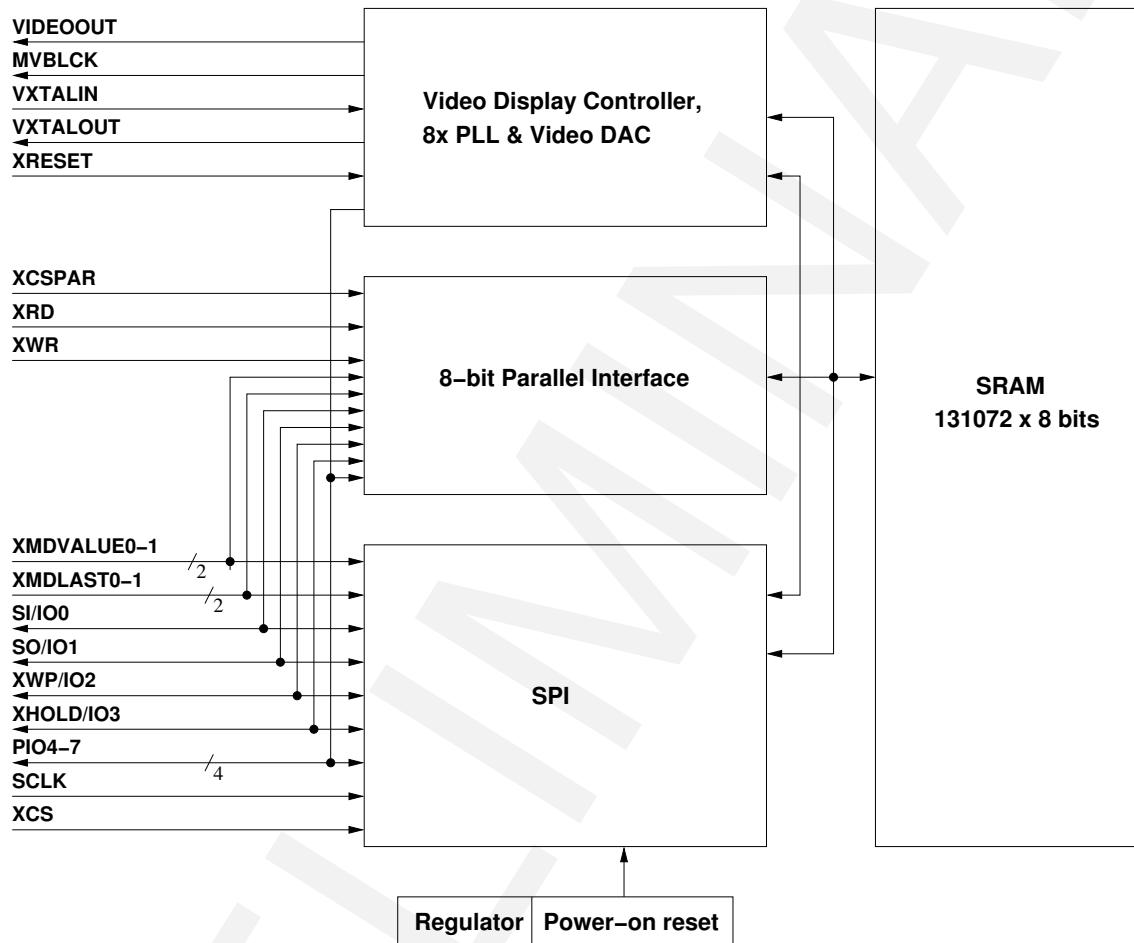 VIDEOOUT
MVBLCK
VXTALIN
VXTALOUT
XRESET
Video Display Controller,
8x PLL & Video DAC
XCSPAR
XRD
XWR
8−bit Parallel Interface
SRAM
131072 x 8 bits
XMDVALUE0−1
2
XMDLAST0−1
2
SI/IO0
SO/IO1
XWP/IO2
XHOLD/IO3
PIO4−7
4
SCLK
XCS
SPI
Regulator
Power−on reset